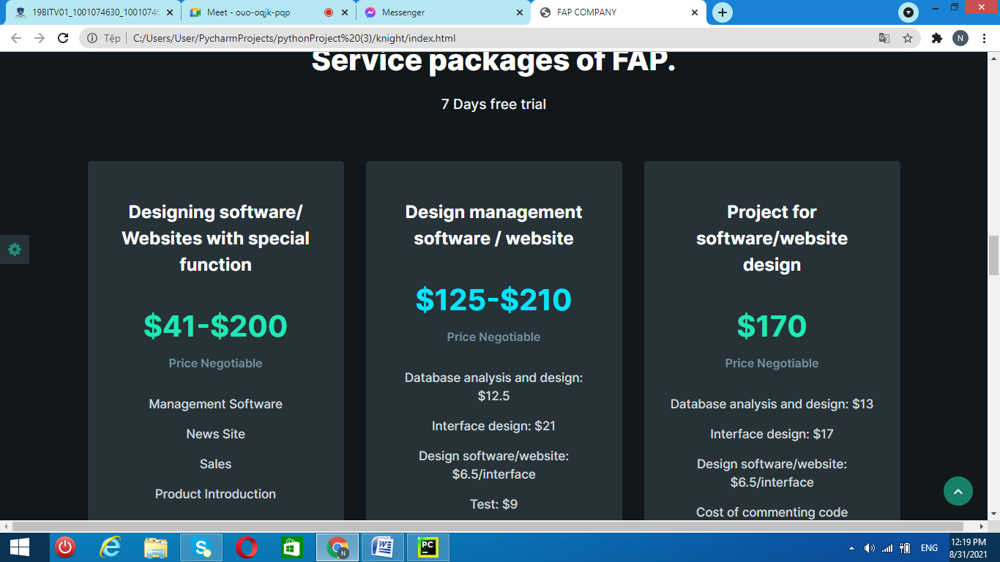 19BITV01_1001074630_1001074
Meet - ouo-oqjk-pqp
Messenger
FAP COMPANY
Tệp
C:/Users/User/PycharmProjects/pythonProject%20(3)/knight/index.html
N
Service packages of FAP.
7 Days free trial
Designing software/
Websites with special
function
$41-$200
Price Negotiable
Management Software
News Site
Sales
Product Introduction
Design management
software / website
$125-$210
Price Negotiable
Database analysis and design:
$12.5
Interface design: $21
Design software/website:
$6.5/interface
Test: $9
Project for
software/website
design
$170
Price Negotiable
Database analysis and design: $13
Interface design: $17
Design software/website:
$6.5/interface
Cost of commenting code
N
PC
ENG
12:19 PM
8/31/2021